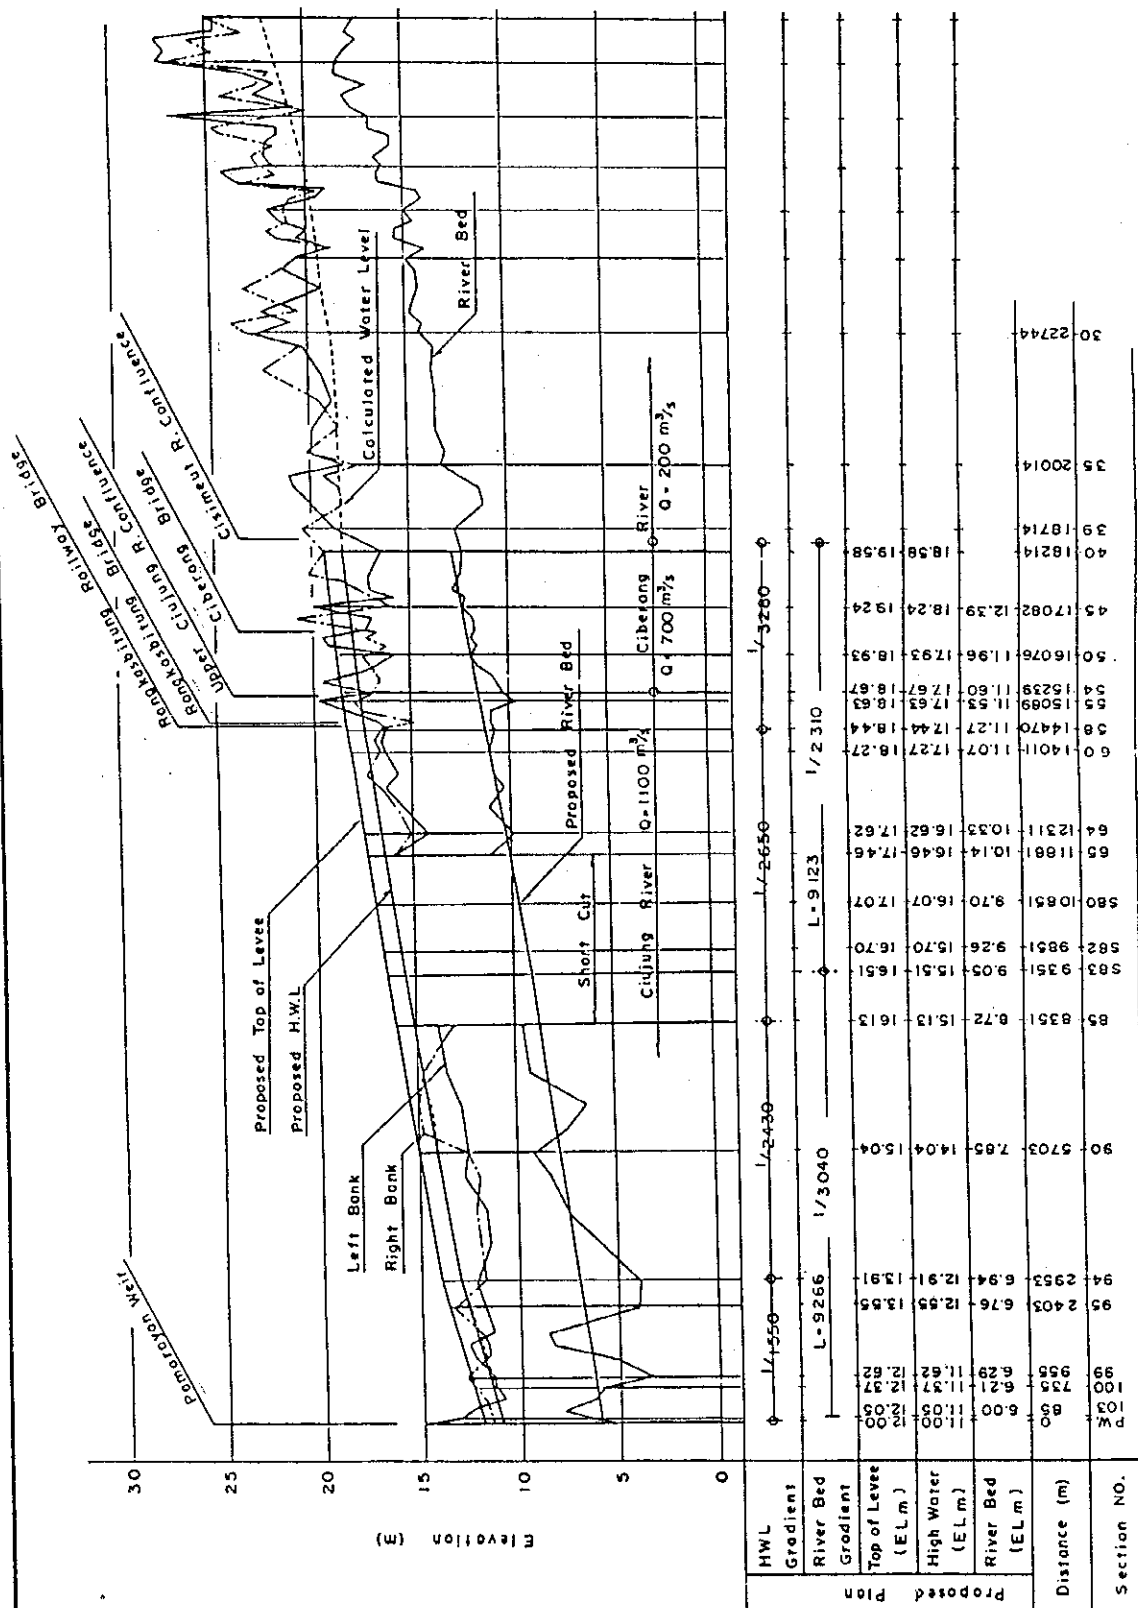 Pamarayan Weir
Rangkasbitung Railway Bridge
Rangkasbitung Bridge
Upper Ciujung R. Confluence
Ciberang Bridge
Cisimeut R. Confluence
Elevation (m)
30
25
20
15
10
5
0
Proposed Top of Levee
Proposed H.W.L
Left Bank
Right Bank
Calculated Water Level
River Bed
Proposed River Bed
Short Cut
Ciujung River Q=1100 m³/s
Ciberang River
Q=700 m³/s
Q=200 m³/s
Proposed Plan
HWL Gradient
1/1550 1/2430 1/2650 1/3280
River Bed Gradient
L=9266 1/3040 L=9123 1/2310
Top of Levee (EL m)
12.00 12.05 12.37 12.62 13.55 13.91 15.04 16.13 16.51 16.70 17.07 17.46 17.62 18.27 18.44 18.63 18.67 18.93 19.24 19.58
High Water (EL m)
11.00 11.05 11.37 11.62 12.55 12.91 14.04 15.13 15.51 15.70 16.07 16.46 16.62 17.27 17.44 17.63 17.67 17.93 18.24 18.58
River Bed (EL m)
6.00 6.21 6.29 6.76 6.94 7.85 8.72 9.05 9.26 9.70 10.14 10.33 11.07 11.27 11.53 11.60 11.96 12.39
Distance (m)
0 85 735 955 2403 2953 5703 8351 9351 9851 10851 11881 12311 14011 14470 15089 15239 16076 17082 18214 18714 20014 22744
Section NO.
P.W. 103 100 99 95 94 90 85 S83 S82 S80 65 64 60 58 55 54 50 45 40 39 35 30